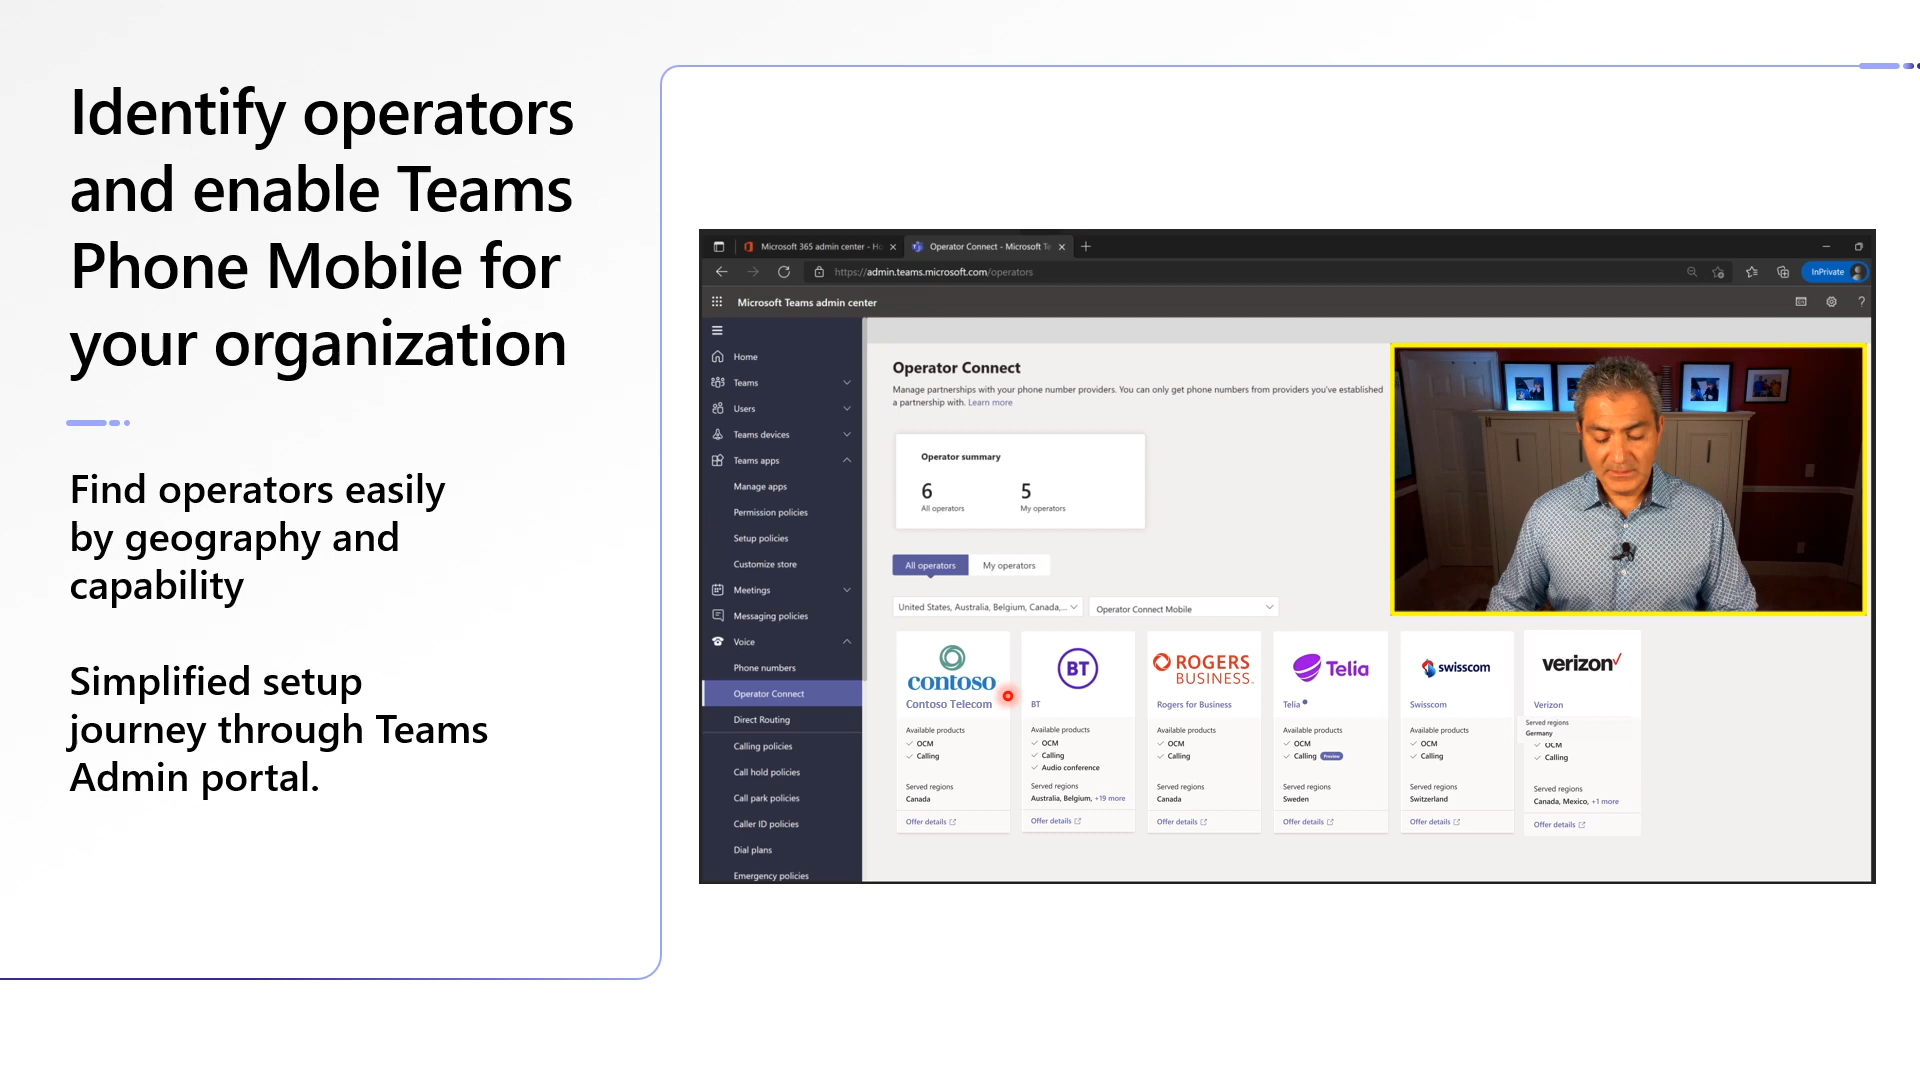 Identify operators
and enable Teams
Phone Mobile for
your organization
Find operators easily
by geography and
capability
Simplified setup
journey through Teams
Admin portal.
Microsoft 365 admin center - Ho
Operator Connect - Microsoft Te
https://admin.teams.microsoft.com/operators
InPrivate
Microsoft Teams admin center
?
Home
Teams
Users
Teams devices
Teams apps
Manage apps
Permission policies
Setup policies
Customize store
Meetings
Messaging policies
Voice
Phone numbers
Operator Connect
Direct Routing
Calling policies
Call hold policies
Call park policies
Caller ID policies
Dial plans
Emergency policies
Operator Connect
Manage partnerships with your phone number providers. You can only get phone numbers from providers you've established
a partnership with. Learn more
Operator summary
6
All operators
5
My operators
All operators
My operators
United States, Australia, Belgium, Canada,...
Operator Connect Mobile
contoso
Contoso Telecom
Available products
OCM
Calling
Served regions
Canada
Offer details
BT
BT
Available products
OCM
Calling
Audio conference
Served regions
Australia, Belgium, +19 more
Offer details
ROGERS
BUSINESS.
Rogers for Business
Available products
OCM
Calling
Served regions
Canada
Offer details
Telia
Telia
Available products
OCM
Calling Preview
Served regions
Sweden
Offer details
swisscom
Swisscom
Available products
OCM
Calling
Served regions
Switzerland
Offer details
verizon
Verizon
Served regions
Germany
OCM
Calling
Served regions
Canada, Mexico, +1 more
Offer details